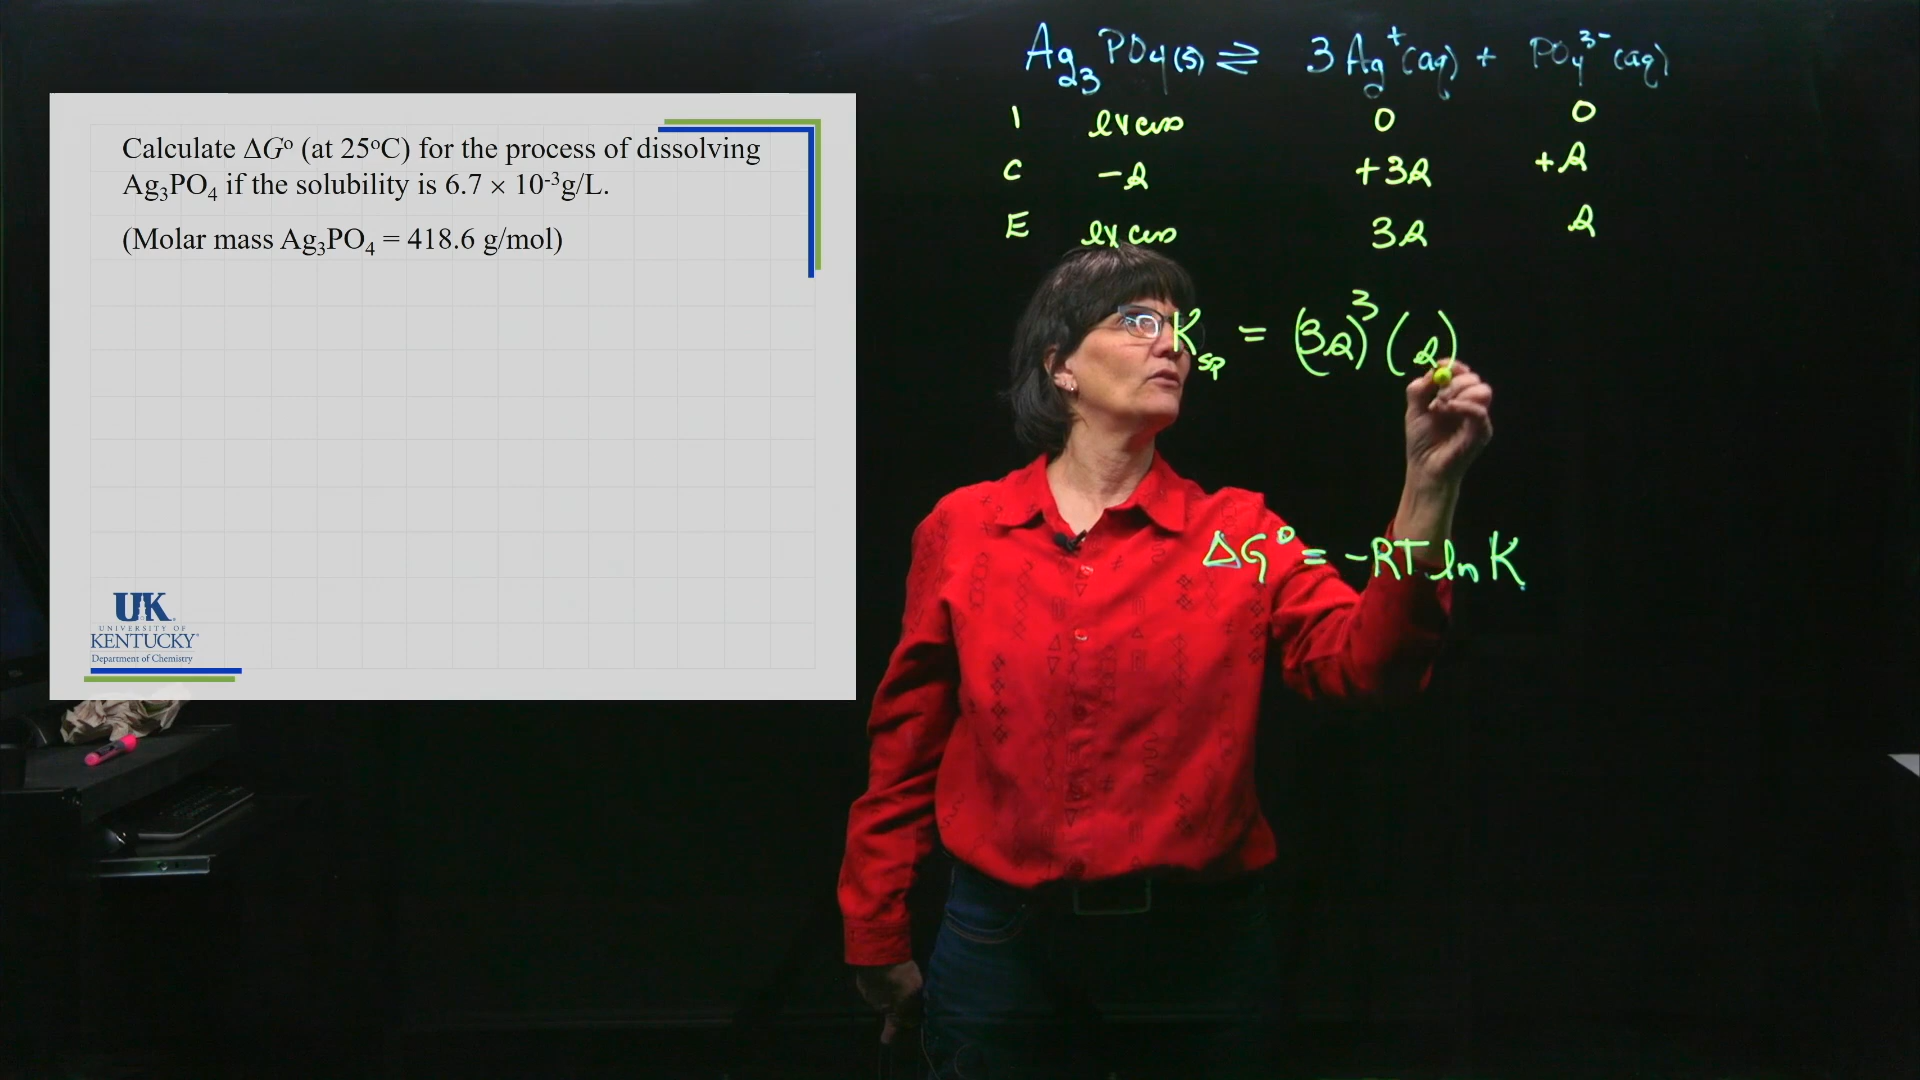 Calculate ΔG° (at 25°C) for the process of dissolving
Ag₃PO₄ if the solubility is 6.7 × 10⁻³g/L.
(Molar mass Ag₃PO₄ = 418.6 g/mol)
UK
UNIVERSITY OF
KENTUCKY®
Department of Chemistry
Ag₃PO₄(s) ⇌ 3Ag⁺(aq) + PO₄³⁻(aq)
I excess 0 0
C -s +3s +s
E excess 3s s
Ksp = (3s)³(s)
ΔG° = -RT ln K